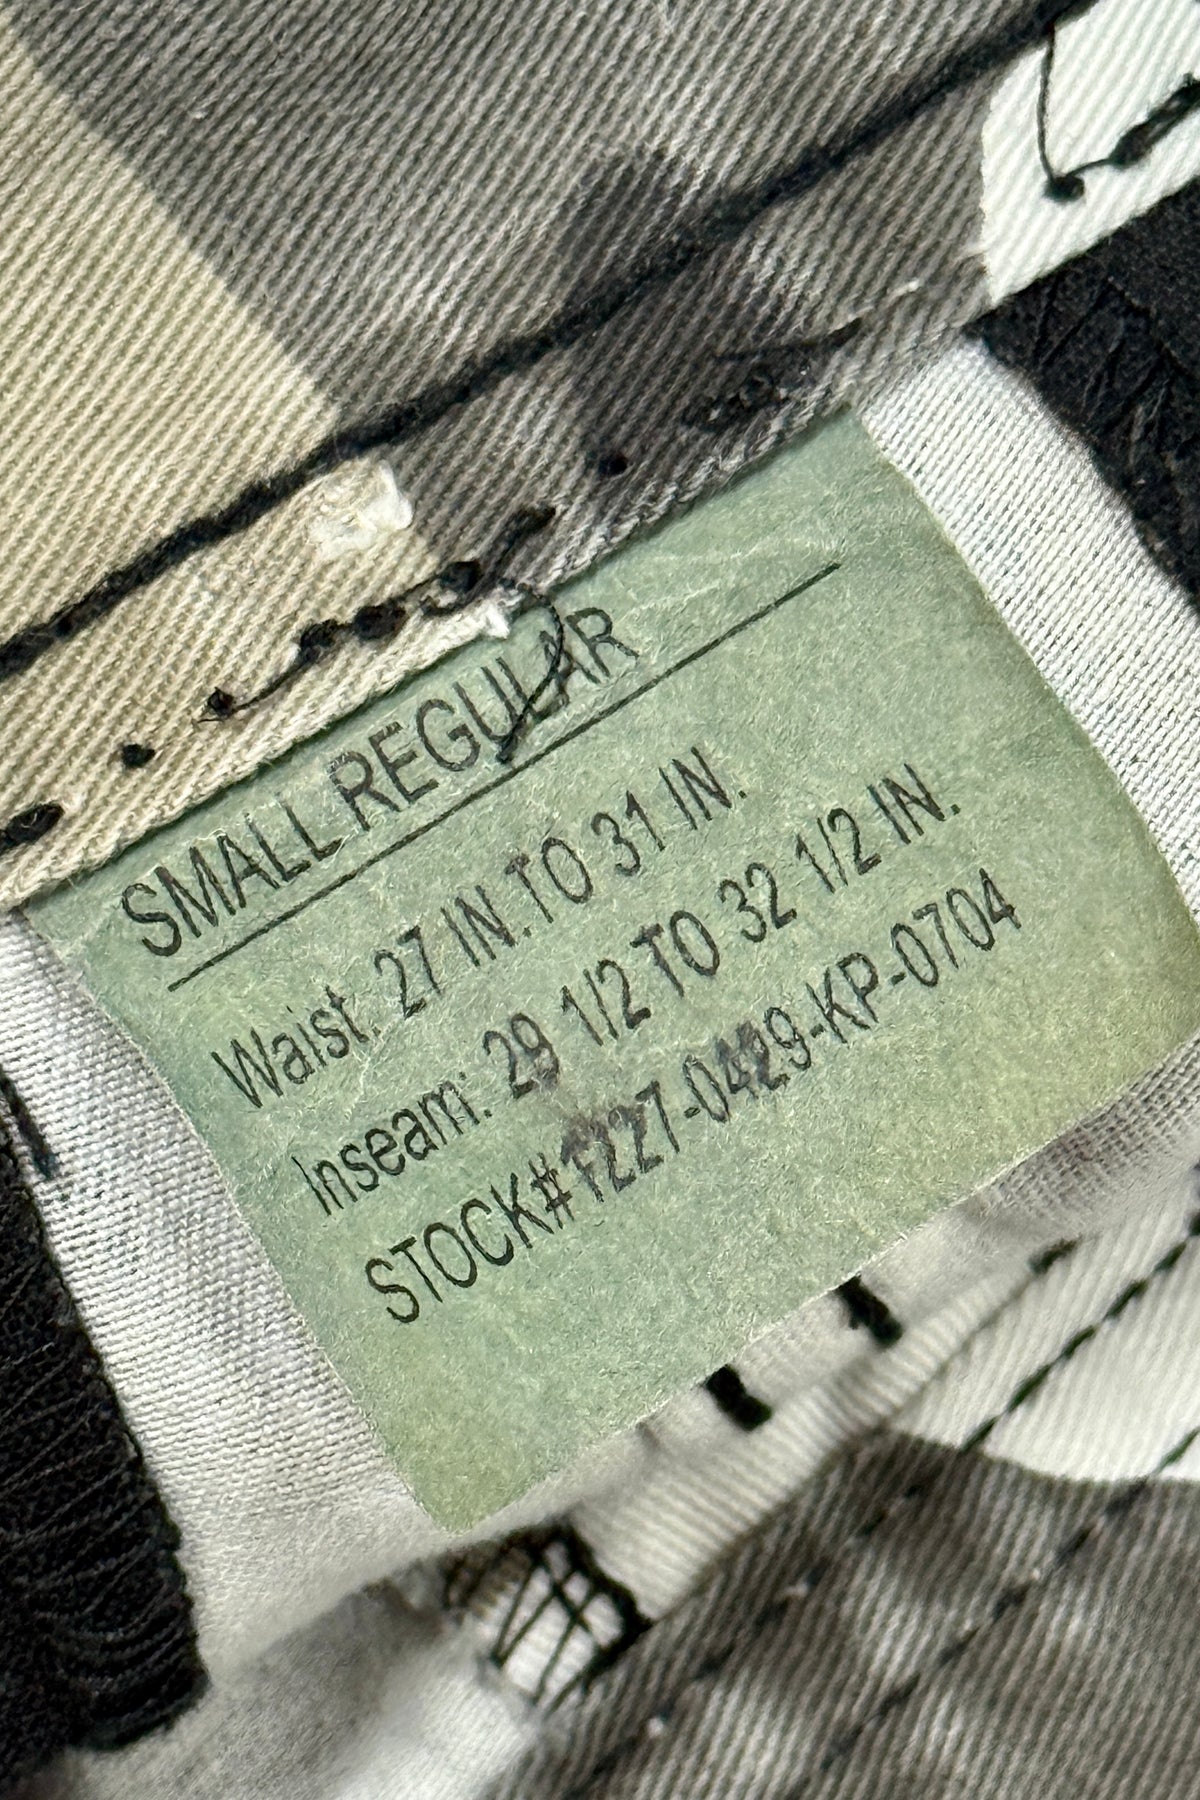 SMALL REGULAR
Waist: 27 IN. TO 31 IN.
Inseam: 29 1/2 TO 32 1/2 IN.
STOCK#1227-0429-KP-0704